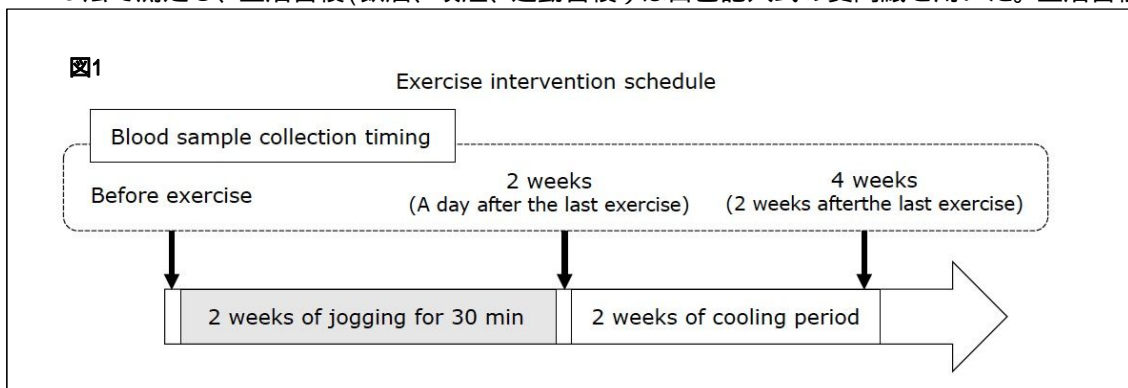 図1
Exercise intervention schedule
Blood sample collection timing
Before exercise
2 weeks
(A day after the last exercise)
4 weeks
(2 weeks afterthe last exercise)
2 weeks of jogging for 30 min
2 weeks of cooling period